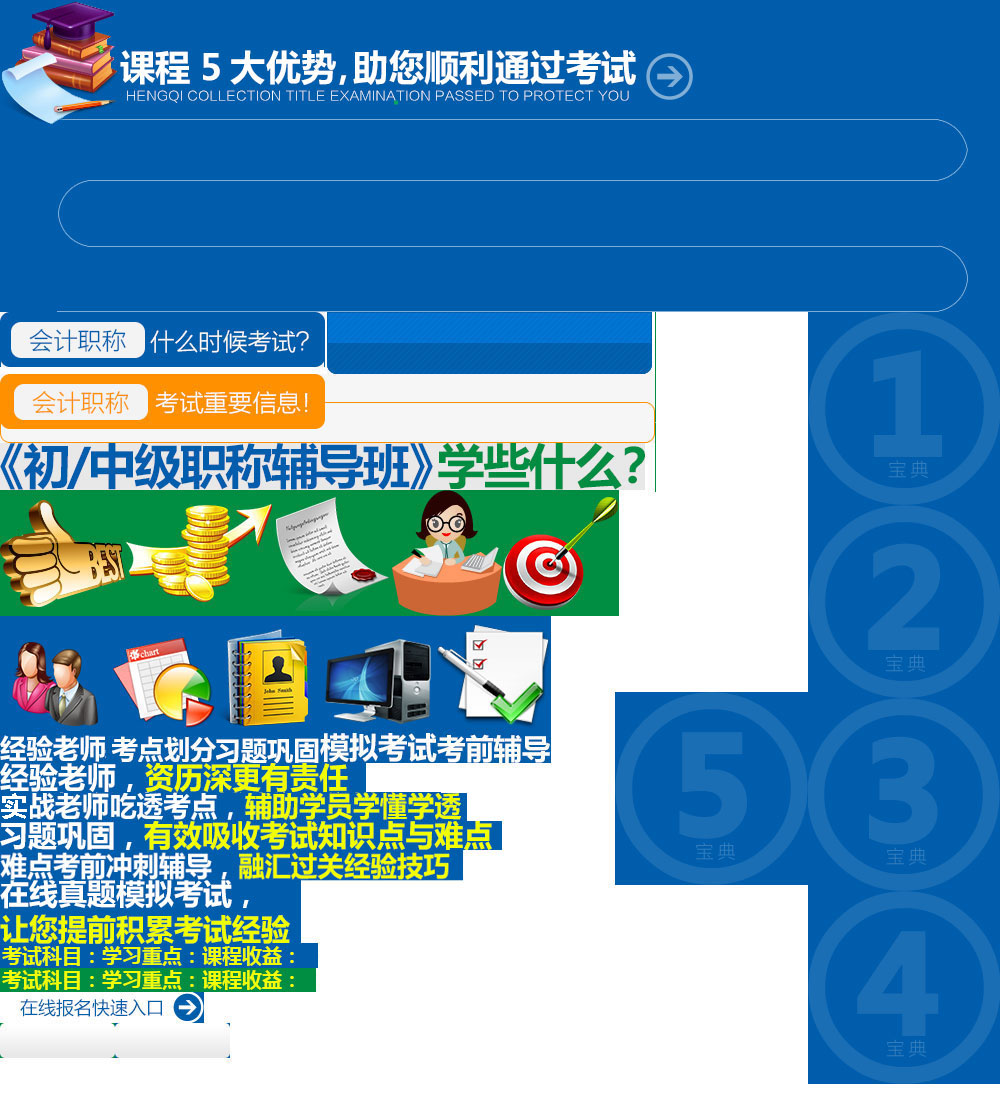 课程 5 大优势,助您顺利通过考试
HENGQI COLLECTION TITLE EXAMINATION PASSED TO PROTECT YOU
会计职称 什么时候考试?
会计职称 考试重要信息!
《初/中级职称辅导班》学些什么?
BEST
chart
John Smith
经验老师 考点划分 习题巩固 模拟考试 考前辅导
经验老师，资历深更有责任
实战老师吃透考点，辅助学员学懂学透
习题巩固，有效吸收考试知识点与难点
难点考前冲刺辅导，融汇过关经验技巧
在线真题模拟考试，
让您提前积累考试经验
考试科目：学习重点：课程收益：
考试科目：学习重点：课程收益：
在线报名快速入口
1
宝典
2
宝典
5
宝典
3
宝典
4
宝典